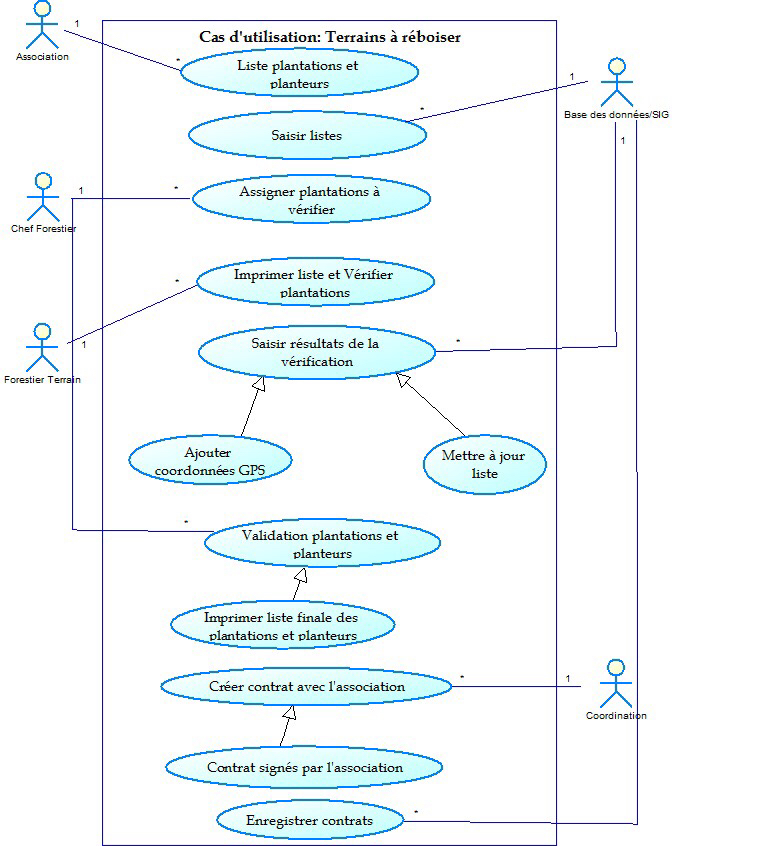 Cas d'utilisation: Terrains à réboiser
1
Association
*
Liste plantations et
planteurs
1
*
Base des données/SIG
Saisir listes
1
1
*
Assigner plantations à
vérifier
Chef Forestier
Imprimer liste et Vérifier
plantations
*
1
Forestier Terrain
Saisir résultats de la
vérification
*
Ajouter
coordonnées GPS
Mettre à jour
liste
*
Validation plantations et
planteurs
Imprimer liste finale des
plantations et planteurs
Créer contrat avec l'association
*
1
Coordination
Contrat signés par l'association
*
Enregistrer contrats